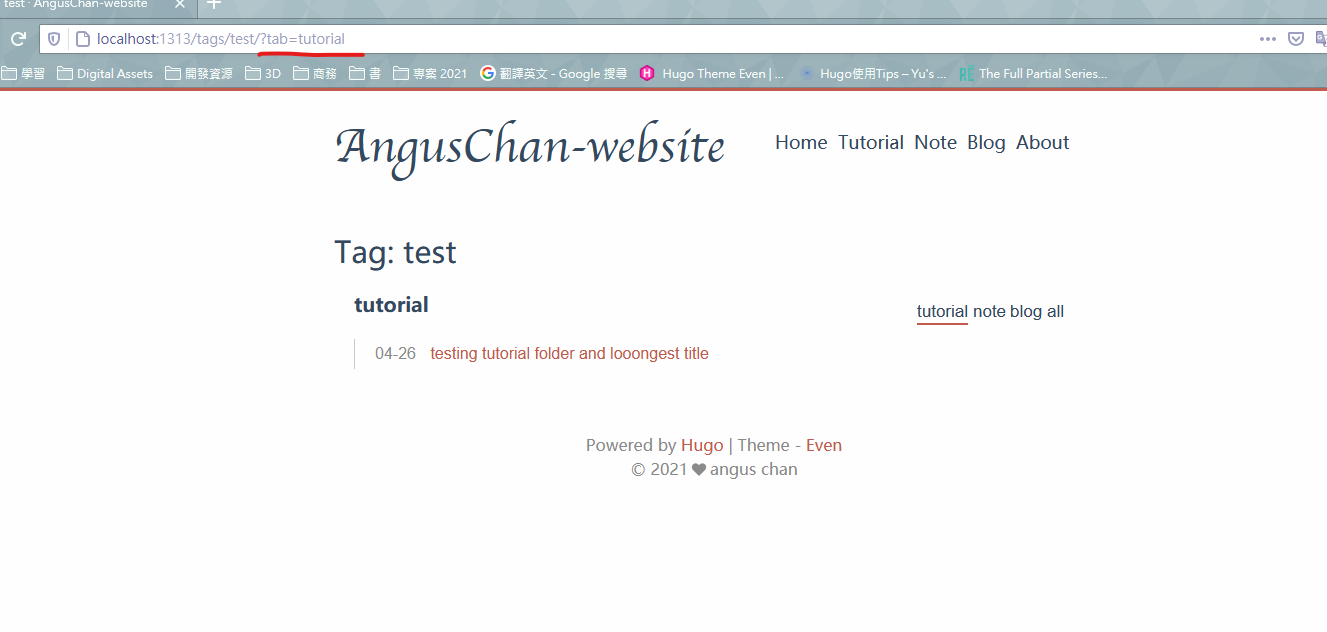 test · AngusChan-website
localhost:1313/tags/test/?tab=tutorial
學習 Digital Assets 開發資源 3D 商務 書 專案 2021 翻譯英文 - Google 搜尋 Hugo Theme Even | ... Hugo使用Tips – Yu's ... The Full Partial Series...
AngusChan-website
Home Tutorial Note Blog About
Tag: test
tutorial
tutorial note blog all
04-26 testing tutorial folder and looongest title
Powered by Hugo | Theme - Even
© 2021 angus chan